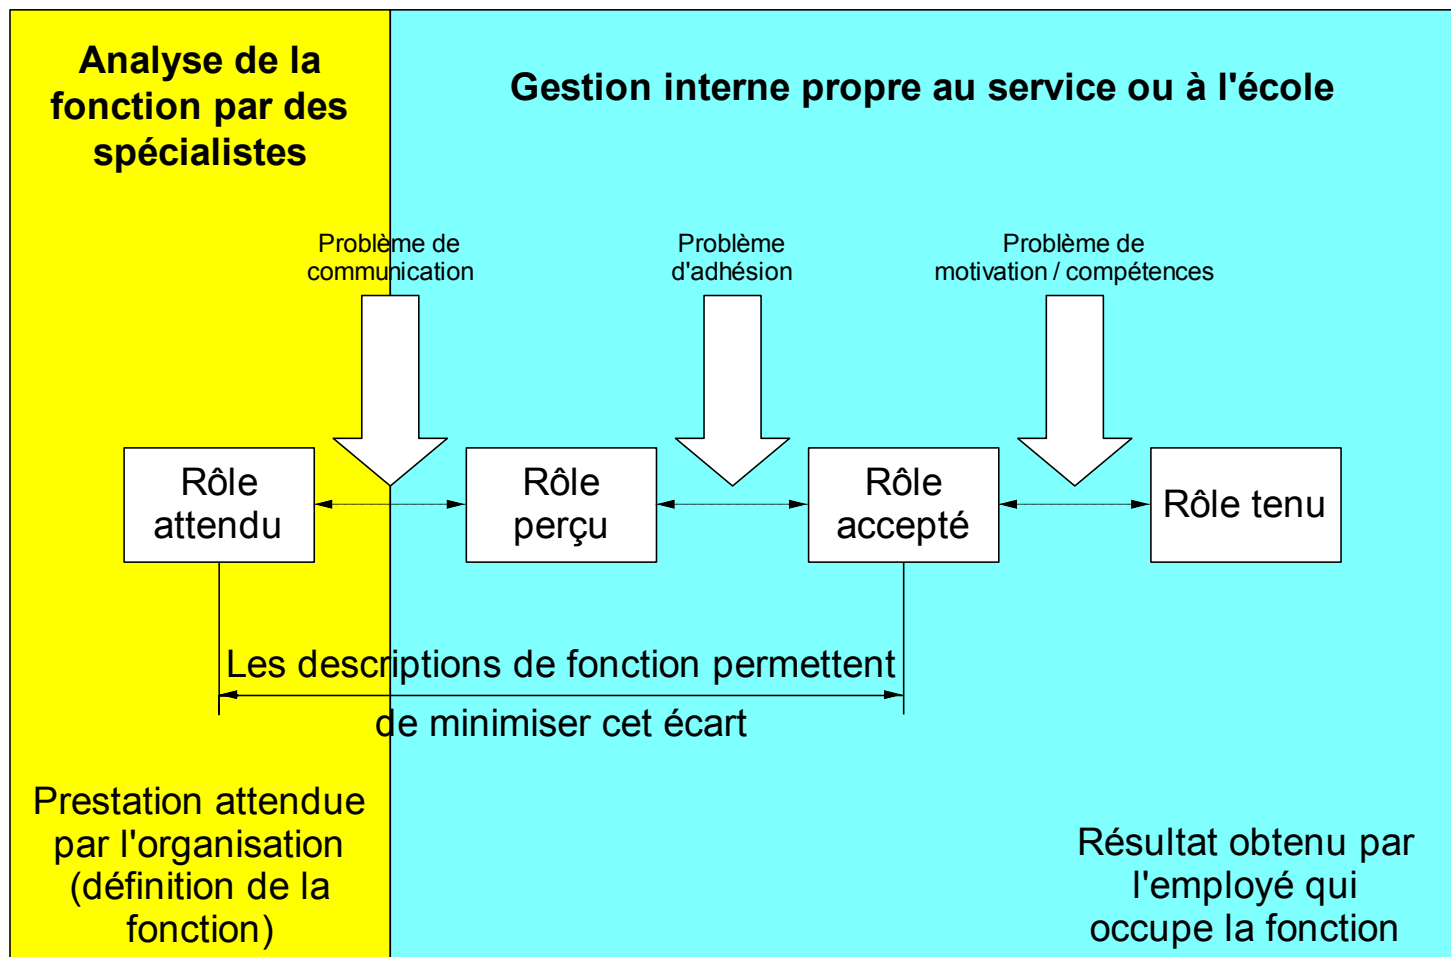 Analyse de la
fonction par des
spécialistes
Gestion interne propre au service ou à l'école
Problème de
communication
Problème
d'adhésion
Problème de
motivation / compétences
Rôle
attendu
Rôle
perçu
Rôle
accepté
Rôle tenu
Les descriptions de fonction permettent
de minimiser cet écart
Prestation attendue
par l'organisation
(définition de la
fonction)
Résultat obtenu par
l'employé qui
occupe la fonction